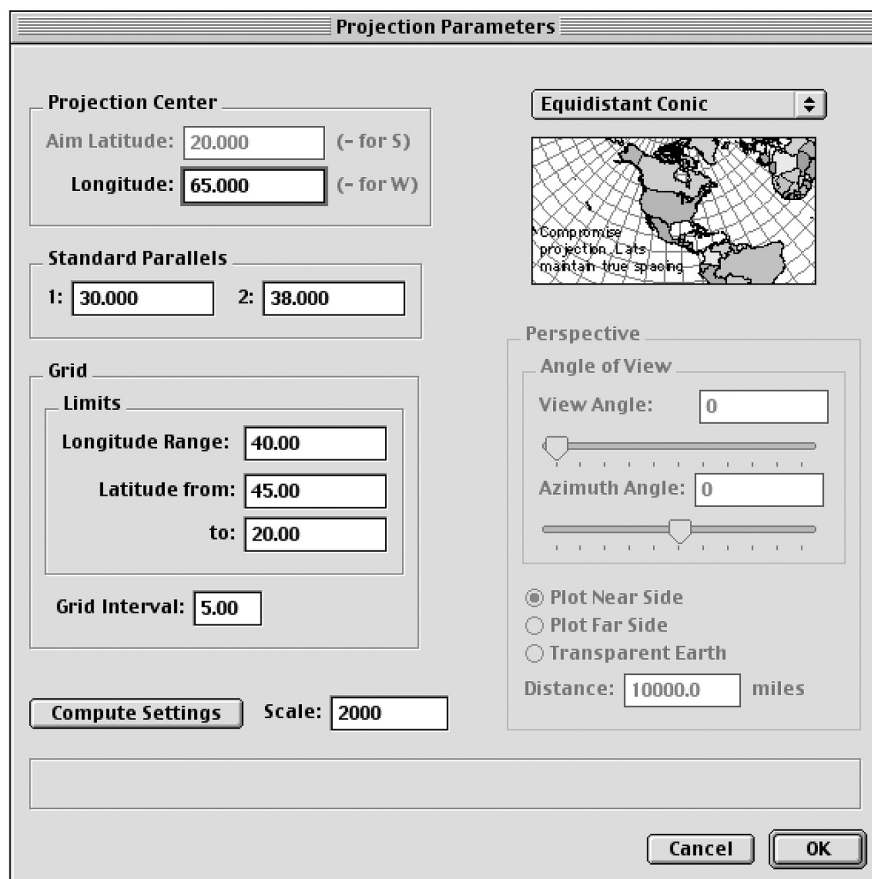 Projection Parameters
Projection Center
Aim Latitude: 20.000 (- for S)
Longitude: 65.000 (- for W)
Standard Parallels
1: 30.000 2: 38.000
Grid
Limits
Longitude Range: 40.00
Latitude from: 45.00
to: 20.00
Grid Interval: 5.00
Compute Settings Scale: 2000
Equidistant Conic
Compromise
projection. Lats
maintain true spacing
Perspective
Angle of View
View Angle: 0
Azimuth Angle: 0
Plot Near Side
Plot Far Side
Transparent Earth
Distance: 10000.0 miles
Cancel OK